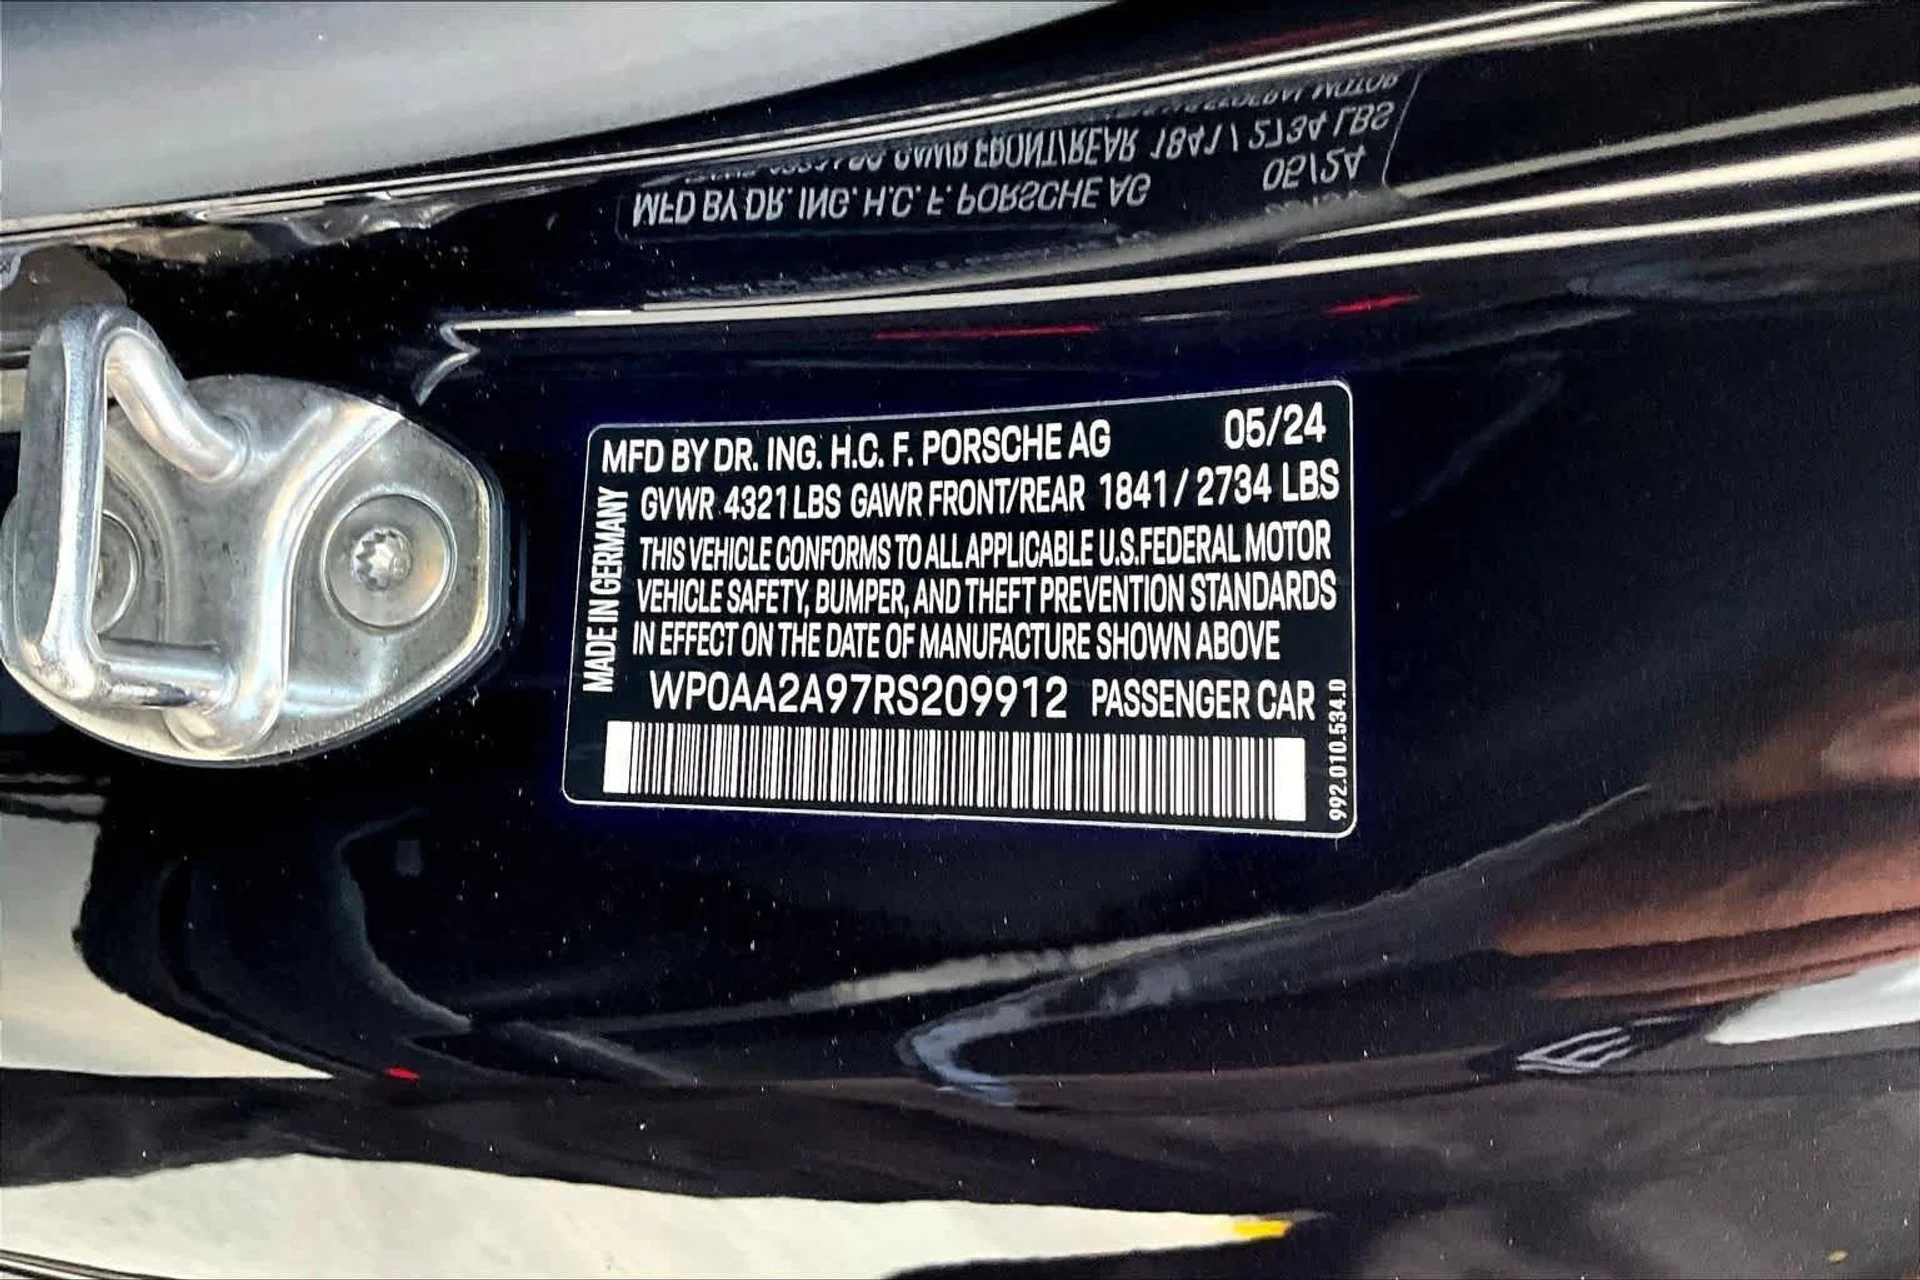 MFD BY DR. ING. H.C. F. PORSCHE AG 05/24
GVWR 4321 LBS GAWR FRONT/REAR 1841 / 2734 LBS
THIS VEHICLE CONFORMS TO ALL APPLICABLE U.S.FEDERAL MOTOR
VEHICLE SAFETY, BUMPER, AND THEFT PREVENTION STANDARDS
IN EFFECT ON THE DATE OF MANUFACTURE SHOWN ABOVE
WP0AA2A97RS209912 PASSENGER CAR
MADE IN GERMANY
992.010.534.0